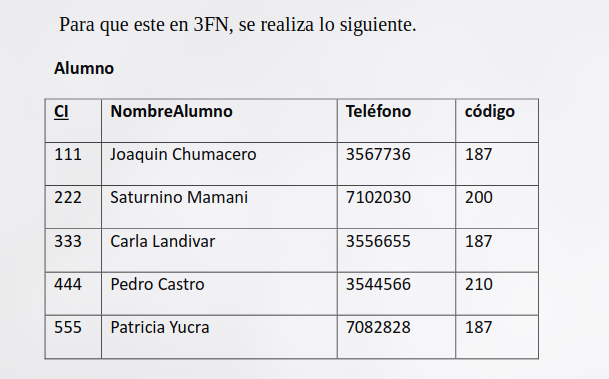 Para que este en 3FN, se realiza lo siguiente.
Alumno
CI NombreAlumno Teléfono código
111 Joaquin Chumacero 3567736 187
222 Saturnino Mamani 7102030 200
333 Carla Landivar 3556655 187
444 Pedro Castro 3544566 210
555 Patricia Yucra 7082828 187